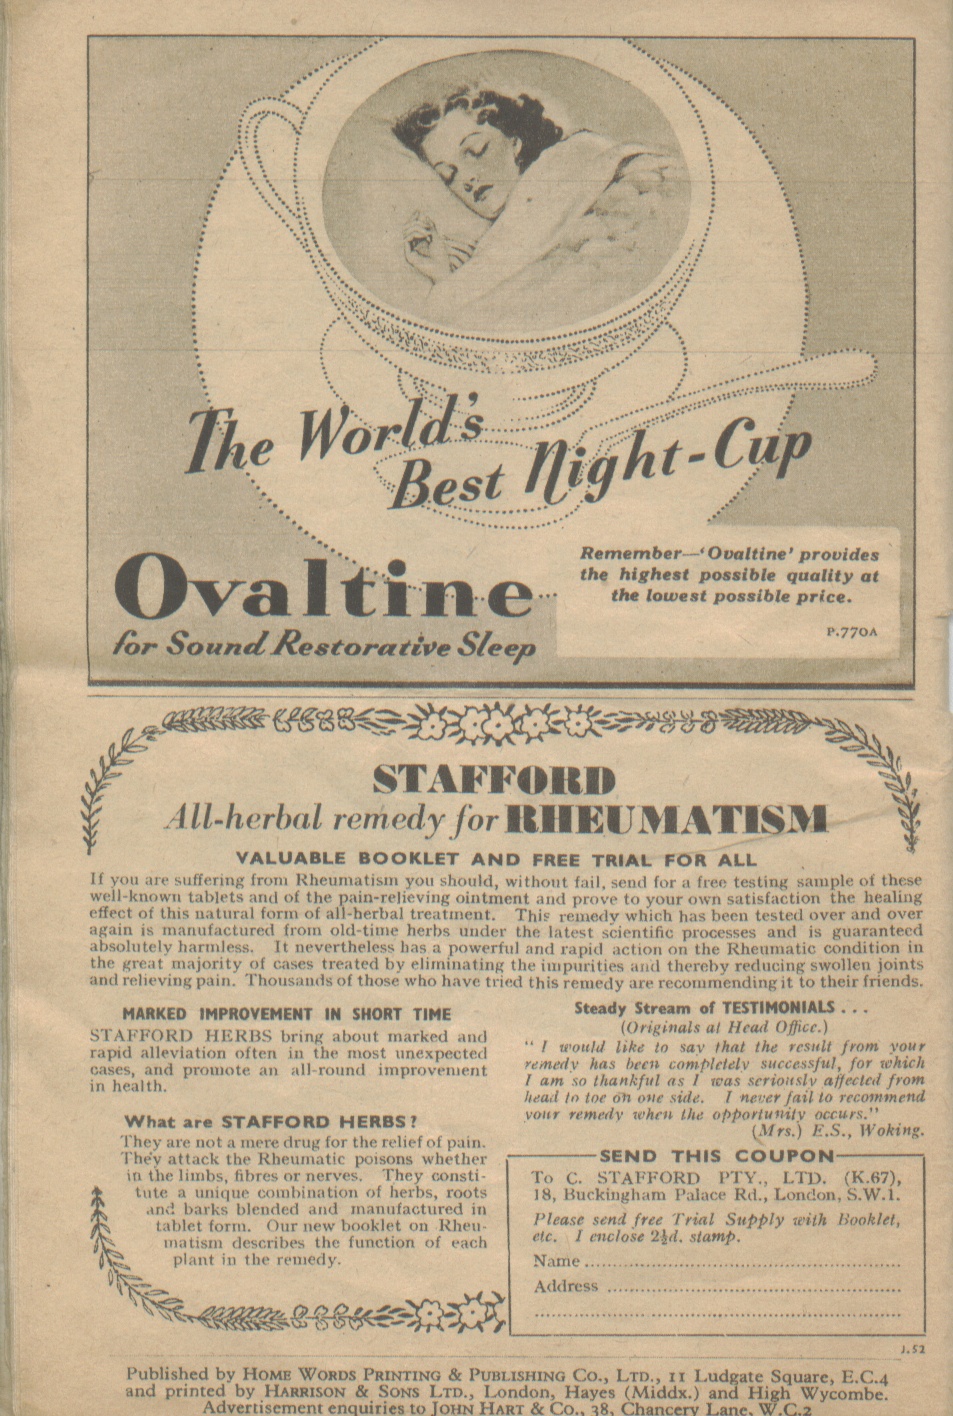 The World's
Best Night-Cup
Ovaltine
for Sound Restorative Sleep
Remember—'Ovaltine' provides
the highest possible quality at
the lowest possible price.
P.770A
STAFFORD
All-herbal remedy for RHEUMATISM
VALUABLE BOOKLET AND FREE TRIAL FOR ALL
If you are suffering from Rheumatism you should, without fail, send for a free testing sample of these
well-known tablets and of the pain-relieving ointment and prove to your own satisfaction the healing
effect of this natural form of all-herbal treatment. This remedy which has been tested over and over
again is manufactured from old-time herbs under the latest scientific processes and is guaranteed
absolutely harmless. It nevertheless has a powerful and rapid action on the Rheumatic condition in
the great majority of cases treated by eliminating the impurities and thereby reducing swollen joints
and relieving pain. Thousands of those who have tried this remedy are recommending it to their friends.
MARKED IMPROVEMENT IN SHORT TIME
STAFFORD HERBS bring about marked and
rapid alleviation often in the most unexpected
cases, and promote an all-round improvement
in health.
What are STAFFORD HERBS?
They are not a mere drug for the relief of pain.
They attack the Rheumatic poisons whether
in the limbs, fibres or nerves. They consti-
tute a unique combination of herbs, roots
and barks blended and manufactured in
tablet form. Our new booklet on Rheu-
matism describes the function of each
plant in the remedy.
Steady Stream of TESTIMONIALS . . .
(Originals at Head Office.)
" I would like to say that the result from your
remedy has been completely successful, for which
I am so thankful as I was seriously affected from
head to toe on one side. I never fail to recommend
your remedy when the opportunity occurs."
(Mrs.) E.S., Woking.
SEND THIS COUPON
To C. STAFFORD PTY., LTD. (K.67),
18, Buckingham Palace Rd., London, S.W.1.
Please send free Trial Supply with Booklet,
etc. I enclose 2½d. stamp.
Name
Address
J.52
Published by HOME WORDS PRINTING & PUBLISHING CO., LTD., 11 Ludgate Square, E.C.4
and printed by HARRISON & SONS LTD., London, Hayes (Middx.) and High Wycombe.
Advertisement enquiries to JOHN HART & CO., 38, Chancery Lane, W.C.2